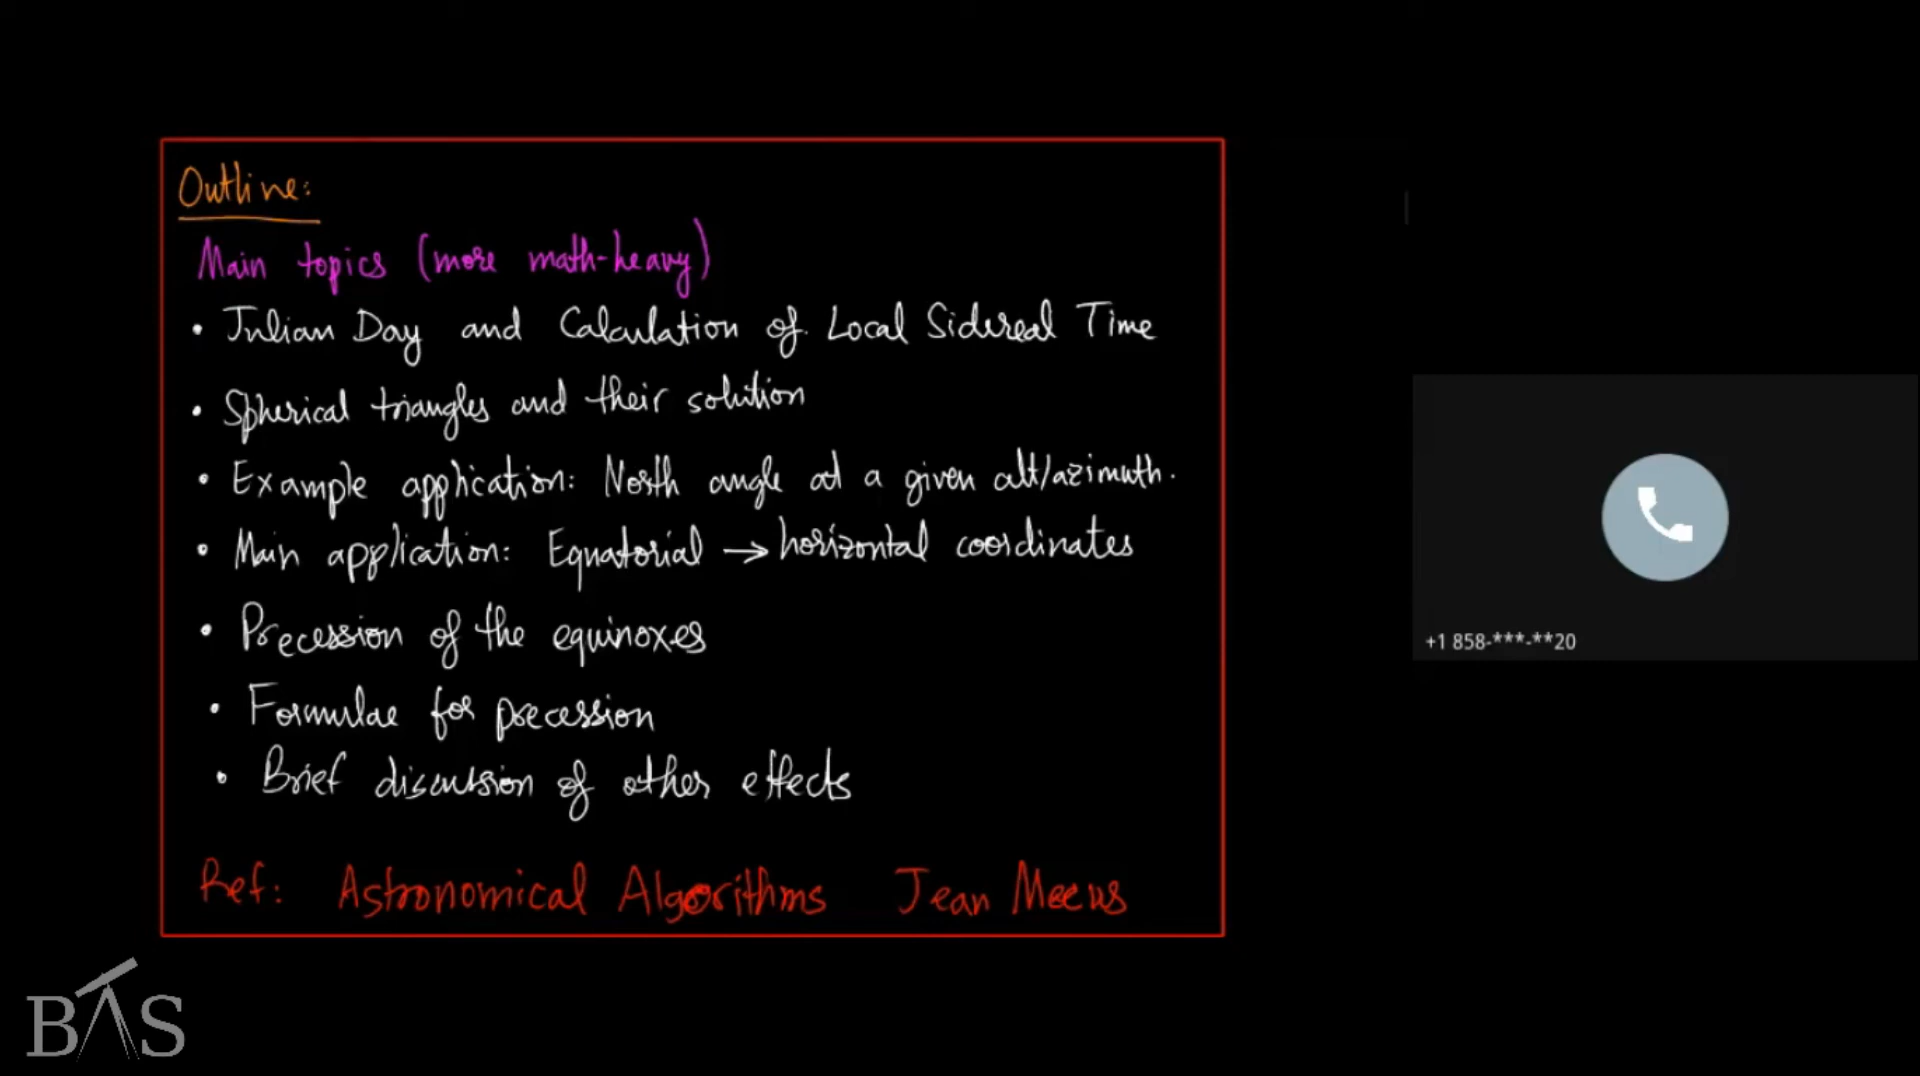 Outline:
Main topics (more math-heavy)
• Julian Day and Calculation of Local Sidereal Time
• Spherical triangles and their solution
• Example application: North angle at a given alt/azimuth.
• Main application: Equatorial → horizontal coordinates
• Precession of the equinoxes
• Formulae for precession
• Brief discussion of other effects
Ref: Astronomical Algorithms Jean Meeus
+1 858-***-**20
BAS